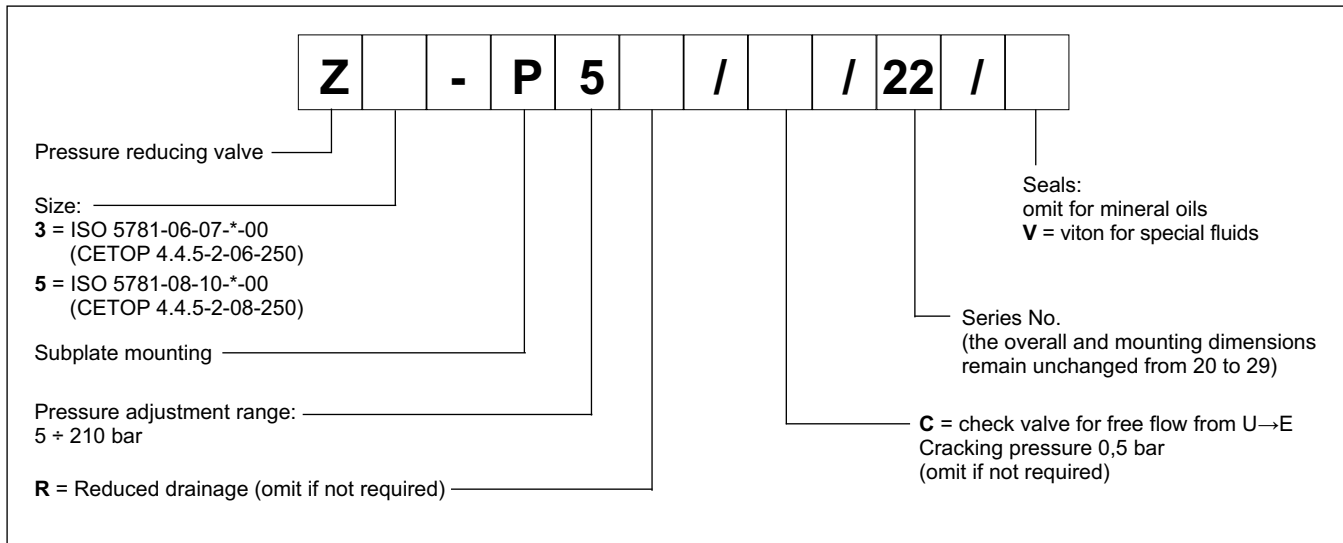 Z - P 5 / / 22 /
Pressure reducing valve
Size:
3 = ISO 5781-06-07-*-00
(CETOP 4.4.5-2-06-250)
5 = ISO 5781-08-10-*-00
(CETOP 4.4.5-2-08-250)
Subplate mounting
Pressure adjustment range:
5 ÷ 210 bar
R = Reduced drainage (omit if not required)
Seals:
omit for mineral oils
V = viton for special fluids
Series No.
(the overall and mounting dimensions
remain unchanged from 20 to 29)
C = check valve for free flow from U→E
Cracking pressure 0,5 bar
(omit if not required)